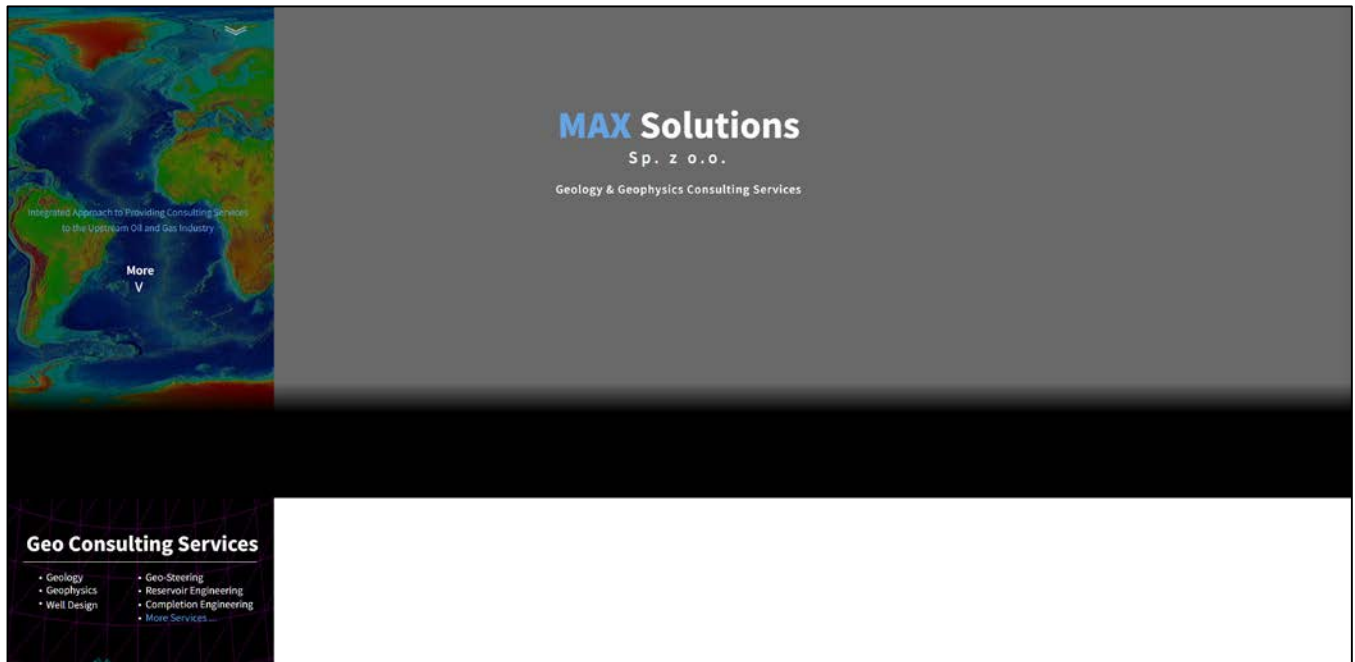 MAX Solutions
Sp. z o.o.
Geology & Geophysics Consulting Services
Integrated Approach to Providing Consulting Services
to the Upstream Oil and Gas Industry
More
V
Geo Consulting Services
• Geology
• Geophysics
• Well Design
• Geo-Steering
• Reservoir Engineering
• Completion Engineering
• More Services ...